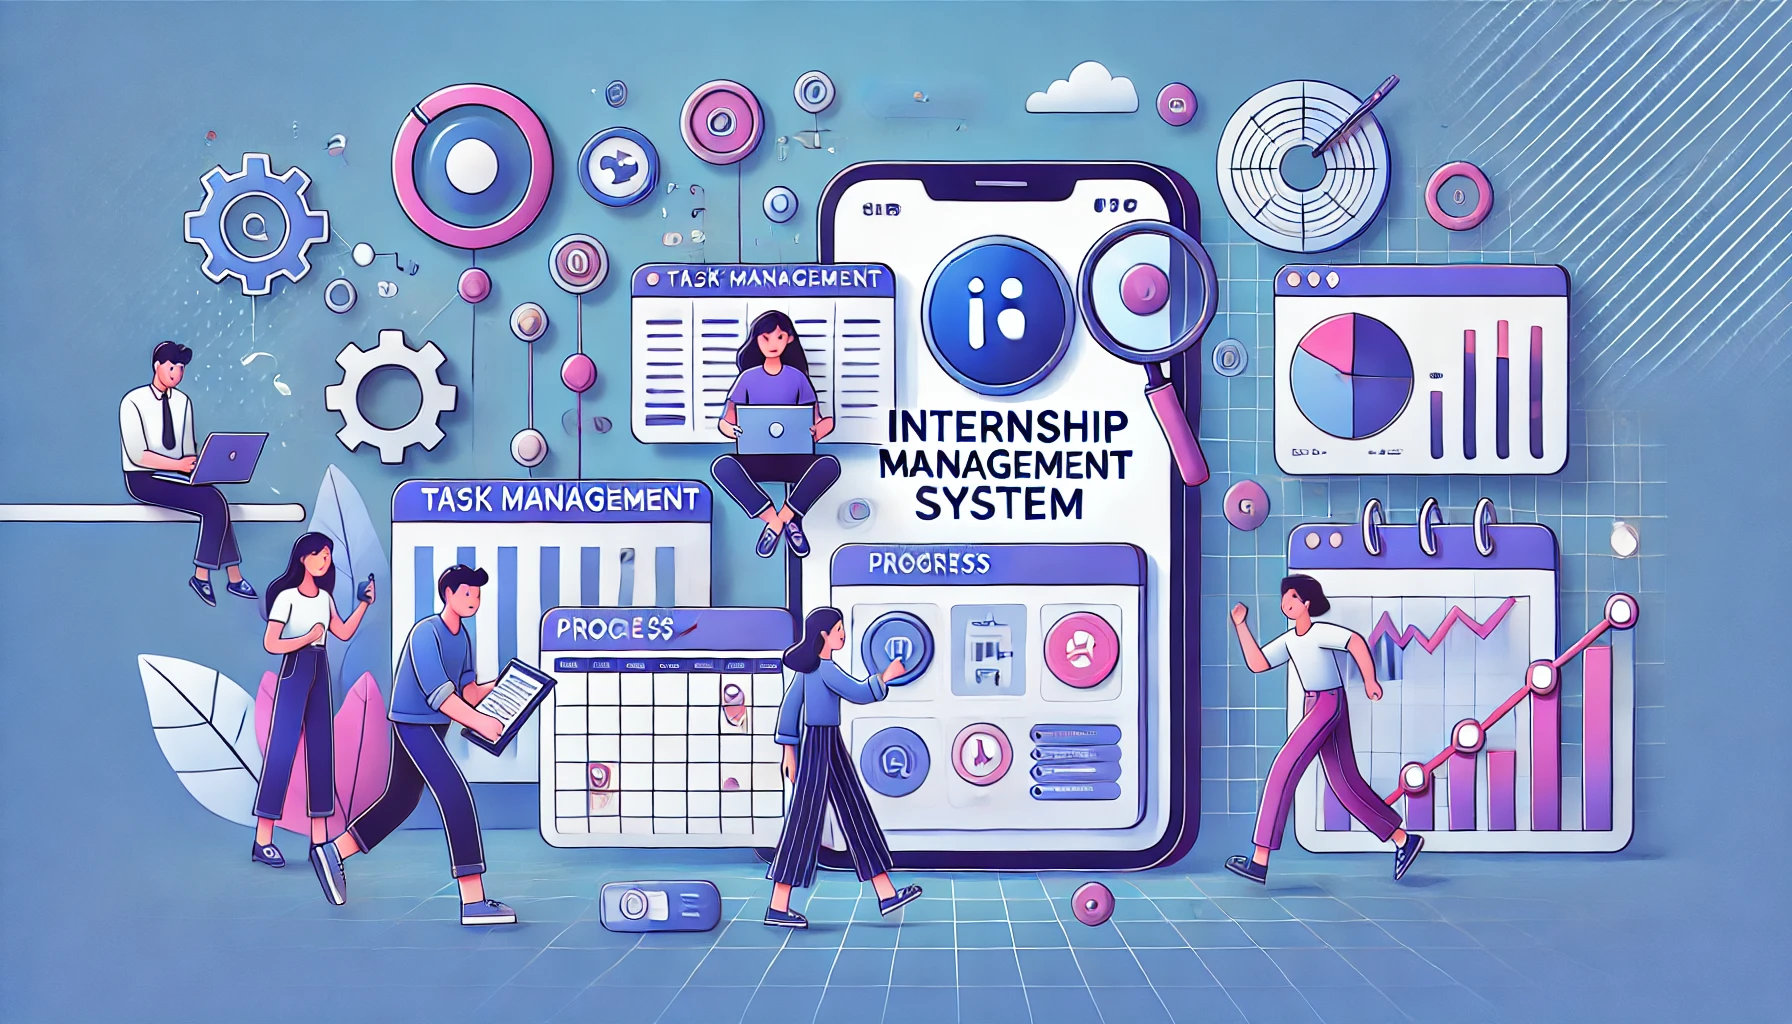 TASK MANAGEMENT
INTERNSHIP
MANAGEMENT
SYSTEM
TASK MANAGEMENT
PROGRESS
PROGRESS